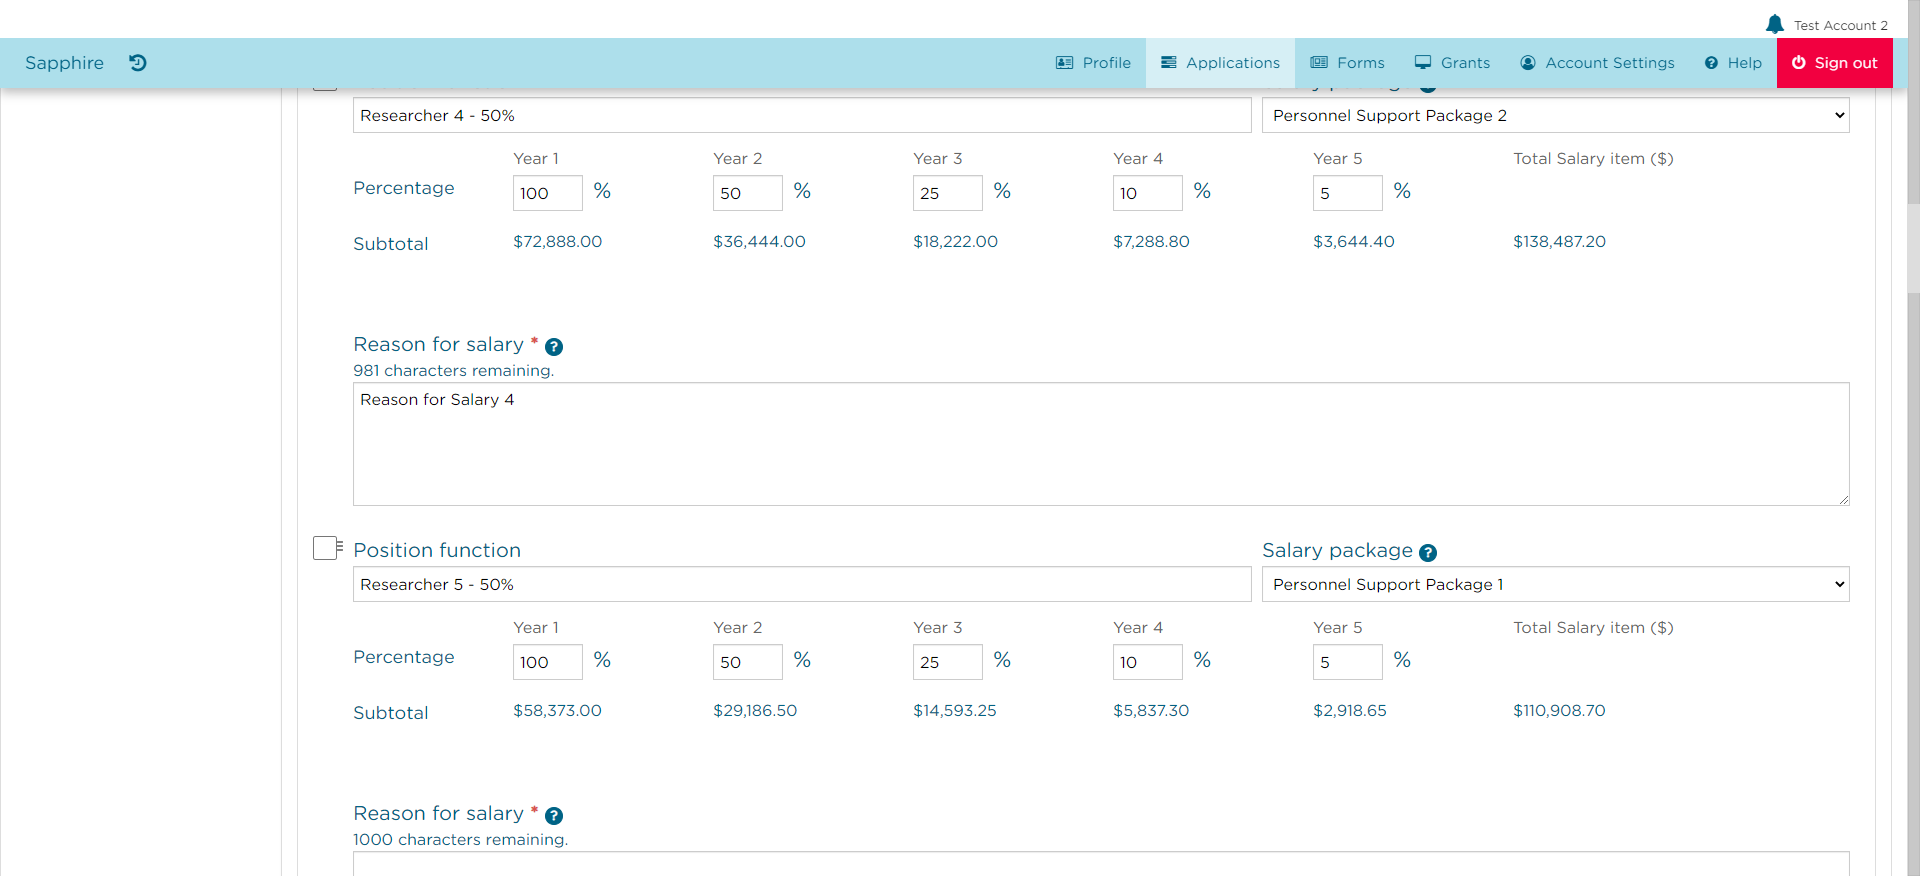 Test Account 2
Sapphire Profile Applications Forms Grants Account Settings Help Sign out
Researcher 4 - 50% Personnel Support Package 2
Year 1 Year 2 Year 3 Year 4 Year 5 Total Salary item ($)
Percentage 100 % 50 % 25 % 10 % 5 %
Subtotal $72,888.00 $36,444.00 $18,222.00 $7,288.80 $3,644.40 $138,487.20
Reason for salary *
981 characters remaining.
Reason for Salary 4
Position function Salary package
Researcher 5 - 50% Personnel Support Package 1
Year 1 Year 2 Year 3 Year 4 Year 5 Total Salary item ($)
Percentage 100 % 50 % 25 % 10 % 5 %
Subtotal $58,373.00 $29,186.50 $14,593.25 $5,837.30 $2,918.65 $110,908.70
Reason for salary *
1000 characters remaining.